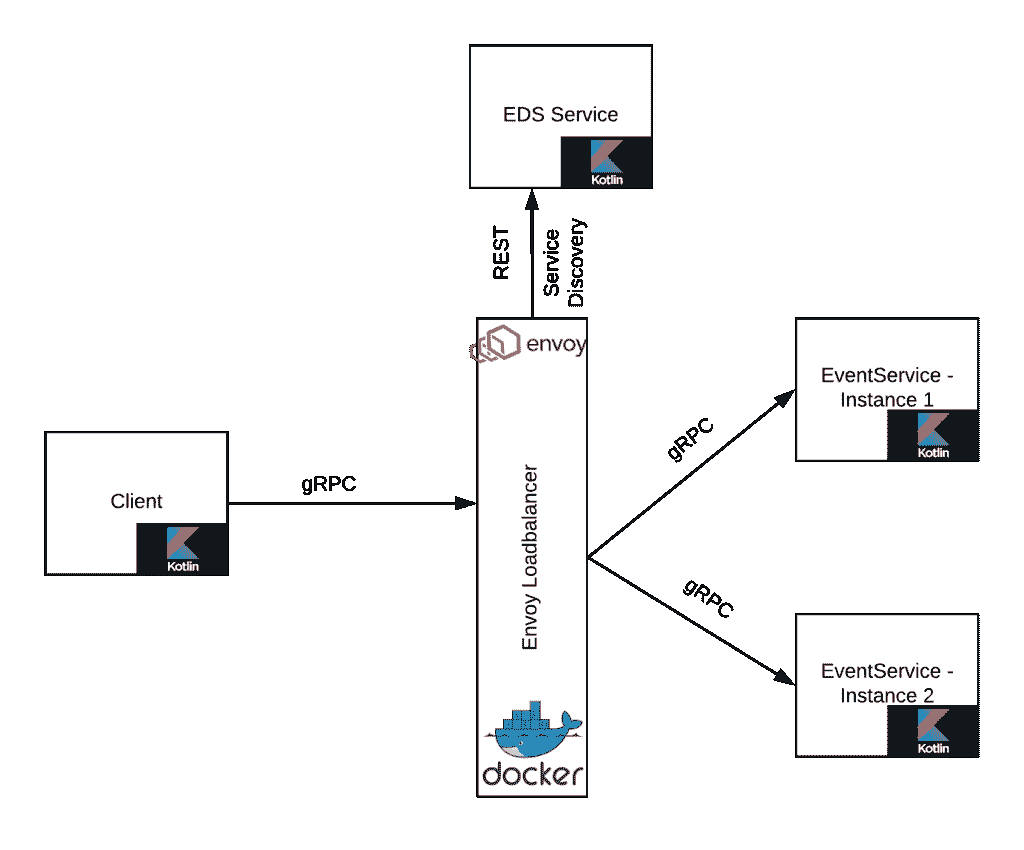 EDS Service
Kotlin
REST
Service
Discovery
envoy
EventService -
Instance 1
Kotlin
gRPC
Client
Kotlin
gRPC
Envoy Loadbalancer
gRPC
EventService -
Instance 2
Kotlin
docker